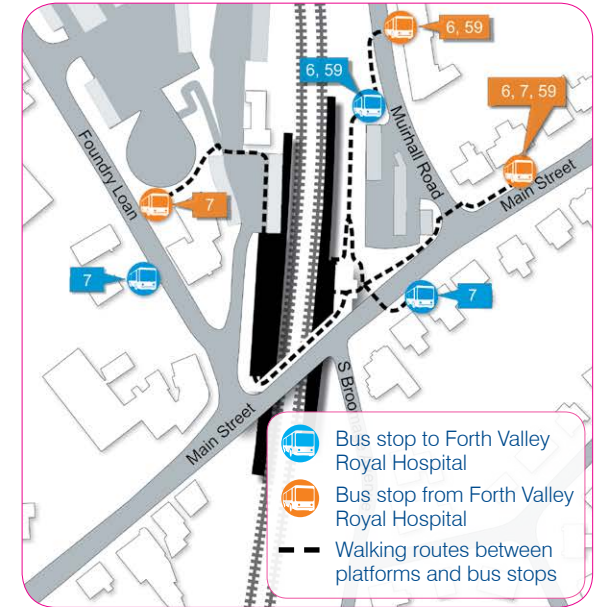 6, 59
6, 59
6, 7, 59
Muirhall Road
Main Street
Foundry Loan
7
7
7
Main Street
S Broo
Bus stop to Forth Valley
Royal Hospital
Bus stop from Forth Valley
Royal Hospital
Walking routes between
platforms and bus stops